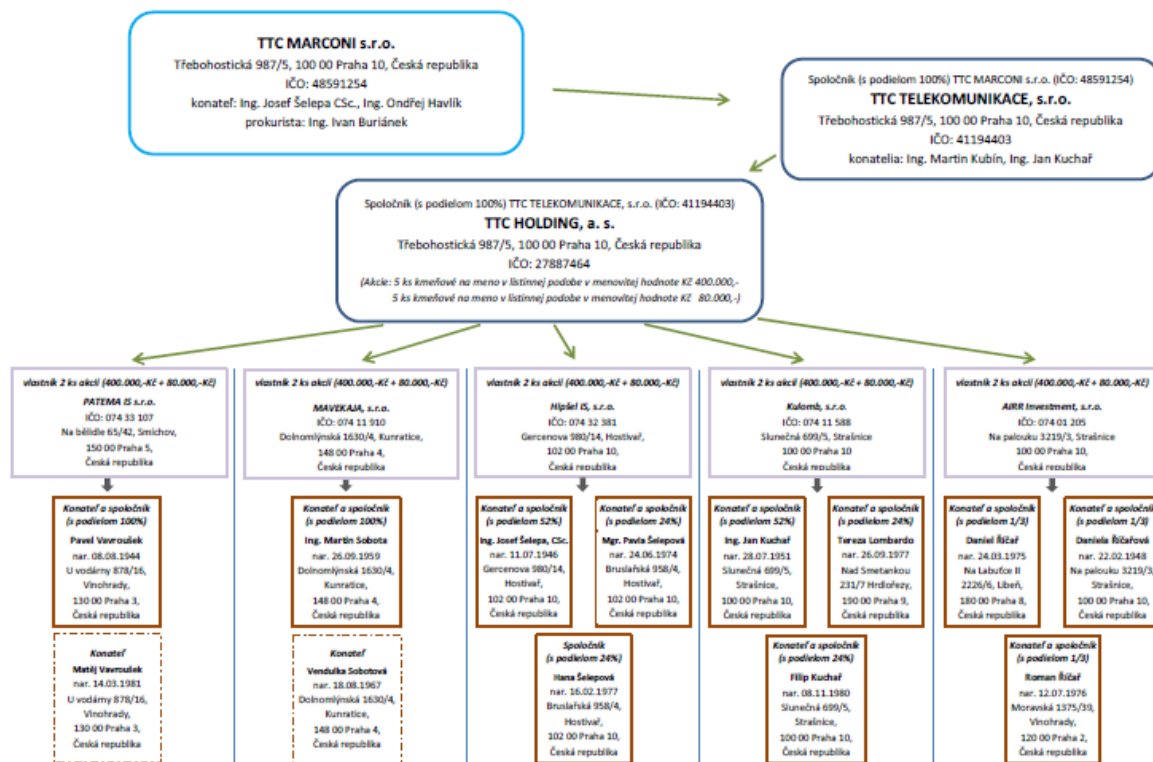 TTC MARCONI s.r.o.
Třebohostická 987/5, 100 00 Praha 10, Česká republika
IČO: 48591254
konateľ: Ing. Josef Šelepa CSc., Ing. Ondřej Havlík
prokurista: Ing. Ivan Buriánek
Spoločník (s podielom 100%) TTC MARCONI s.r.o. (IČO: 48591254)
TTC TELEKOMUNIKACE, s.r.o.
Třebohostická 987/5, 100 00 Praha 10, Česká republika
IČO: 41194403
konatelia: Ing. Martin Kubín, Ing. Jan Kuchař
Spoločník (s podielom 100%) TTC TELEKOMUNIKACE, s.r.o. (IČO: 41194403)
TTC HOLDING, a. s.
Třebohostická 987/5, 100 00 Praha 10, Česká republika
IČO: 27887464
(Akcie: 5 ks kmeňové na meno v listinnej podobe v menovitej hodnote Kč 400.000,-
5 ks kmeňové na meno v listinnej podobe v menovitej hodnote Kč 80.000,-)
vlastník 2 ks akcií (400.000,-Kč + 80.000,-Kč)
PATEMA IS s.r.o.
IČO: 074 33 107
Na bělidle 65/42, Smíchov,
150 00 Praha 5,
Česká republika
vlastník 2 ks akcií (400.000,-Kč + 80.000,-Kč)
MAVEKAJA, s.r.o.
IČO: 074 11 910
Dolnomlýnská 1630/4, Kunratice,
148 00 Praha 4,
Česká republika
vlastník 2 ks akcií (400.000,-Kč + 80.000,-Kč)
Hipšel IS, s.r.o.
IČO: 074 32 381
Gercenova 980/14, Hostivař,
102 00 Praha 10,
Česká republika
vlastník 2 ks akcií (400.000,-Kč + 80.000,-Kč)
Kulomb, s.r.o.
IČO: 074 11 588
Slunečná 699/5, Strašnice
100 00 Praha 10
Česká republika
vlastník 2 ks akcií (400.000,-Kč + 80.000,-Kč)
AIRR Investment, s.r.o.
IČO: 074 01 205
Na palouku 3219/3, Strašnice
100 00 Praha 10,
Česká republika
Konateľ a spoločník
(s podielom 100%)
Pavel Vavroušek
nar. 08.08.1944
U vodárny 878/16,
Vinohrady,
130 00 Praha 3,
Česká republika
Konateľ a spoločník
(s podielom 100%)
Ing. Martin Sobota
nar. 26.09.1959
Dolnomlýnská 1630/4,
Kunratice,
148 00 Praha 4,
Česká republika
Konateľ a spoločník
(s podielom 52%)
Ing. Josef Šelepa, CSc.
nar. 11.07.1946
Gercenova 980/14,
Hostivař,
102 00 Praha 10,
Česká republika
Konateľ a spoločník
(s podielom 24%)
Mgr. Pavla Šelepová
nar. 24.06.1974
Bruslařská 958/4,
Hostivař,
102 00 Praha 10,
Česká republika
Konateľ a spoločník
(s podielom 52%)
Ing. Jan Kuchař
nar. 28.07.1951
Slunečná 699/5,
Strašnice,
100 00 Praha 10,
Česká republika
Konateľ a spoločník
(s podielom 24%)
Tereza Lombardo
nar. 26.09.1977
Nad Smetankou
231/7 Hrdlořezy,
190 00 Praha 9,
Česká republika
Konateľ a spoločník
(s podielom 1/3)
Daniel Říčař
nar. 24.03.1975
Na Labuťce II
2226/6, Libeň,
180 00 Praha 8,
Česká republika
Konateľ a spoločník
(s podielom 1/3)
Daniela Říčařová
nar. 22.02.1948
Na palouku 3219/3,
Strašnice,
100 00 Praha 10,
Česká republika
Konateľ
Matěj Vavroušek
nar. 14.03.1981
U vodárny 878/16,
Vinohrady,
130 00 Praha 3,
Česká republika
Konateľ
Vendulka Sobotová
nar. 18.08.1967
Dolnomlýnská 1630/4,
Kunratice,
148 00 Praha 4,
Česká republika
Spoločník
(s podielom 24%)
Hana Šelepová
nar. 16.02.1977
Bruslařská 958/4,
Hostivař,
102 00 Praha 10,
Česká republika
Konateľ a spoločník
(s podielom 24%)
Filip Kuchař
nar. 08.11.1980
Slunečná 699/5,
Strašnice,
100 00 Praha 10,
Česká republika
Konateľ a spoločník
(s podielom 1/3)
Roman Říčař
nar. 12.07.1976
Moravská 1375/39,
Vinohrady,
120 00 Praha 2,
Česká republika